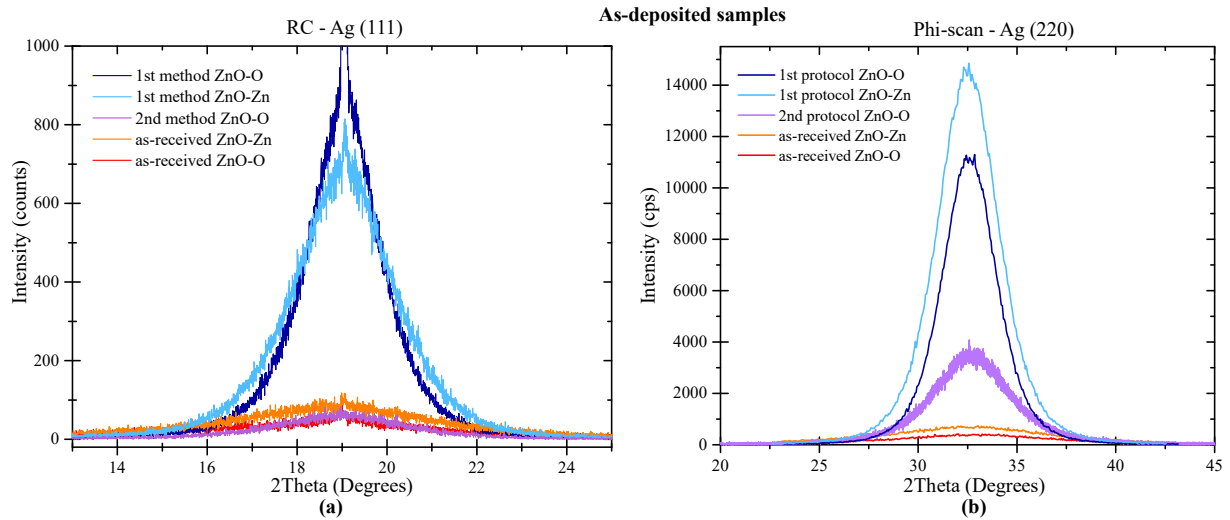 As-deposited samples
RC - Ag (111)
1000
800
600
400
200
0
Intensity (counts)
1st method ZnO-O
1st method ZnO-Zn
2nd method ZnO-O
as-received ZnO-Zn
as-received ZnO-O
14 16 18 20 22 24
2Theta (Degrees)
(a)
Phi-scan - Ag (220)
14000
12000
10000
8000
6000
4000
2000
0
Intensity (cps)
1st protocol ZnO-O
1st protocol ZnO-Zn
2nd protocol ZnO-O
as-received ZnO-Zn
as-received ZnO-O
20 25 30 35 40 45
2Theta (Degrees)
(b)